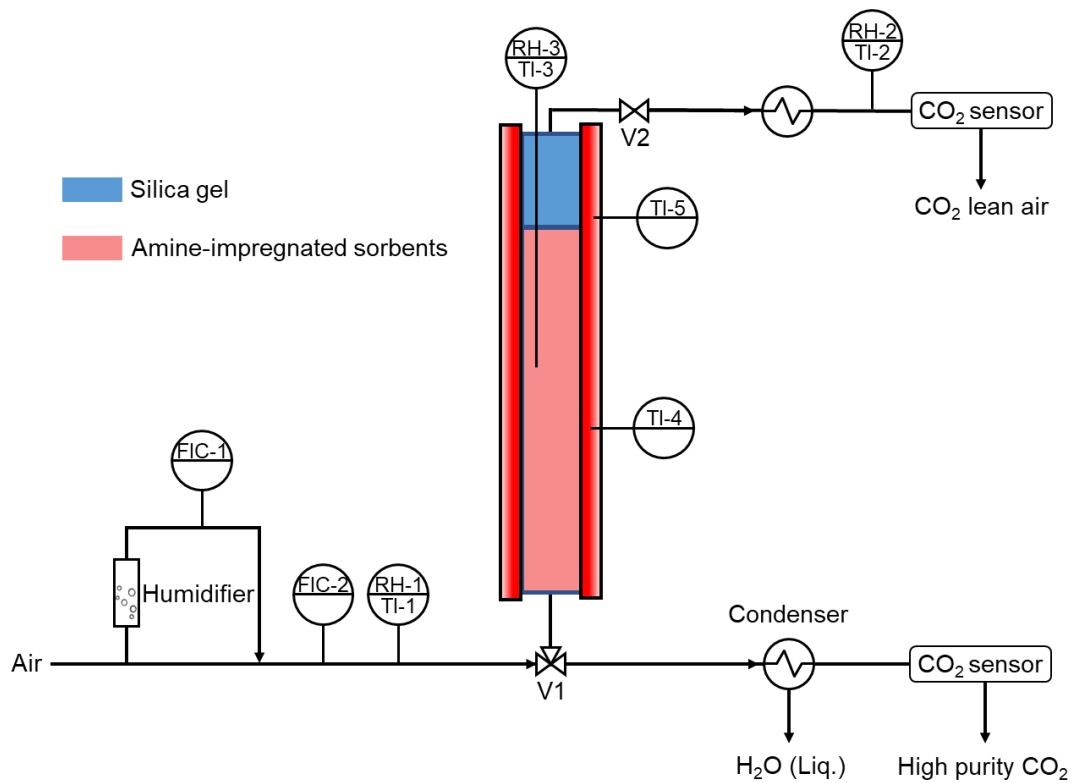 RH-3
TI-3
RH-2
TI-2
V2
CO₂ sensor
CO₂ lean air
Silica gel
Amine-impregnated sorbents
TI-5
TI-4
FIC-1
Humidifier
FIC-2
RH-1
TI-1
Air
V1
Condenser
CO₂ sensor
H₂O (Liq.)
High purity CO₂